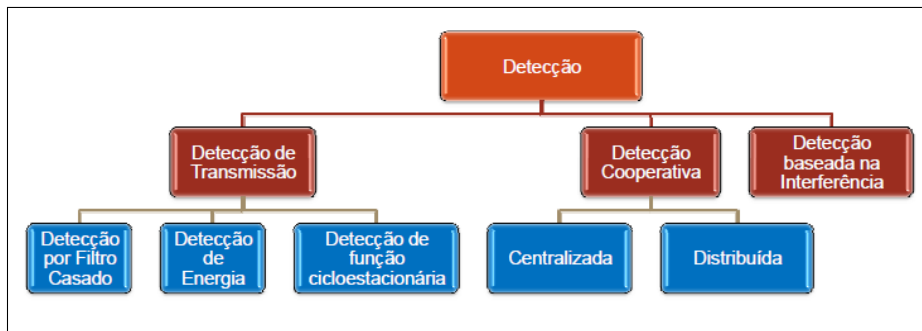 Detecção
Detecção de
Transmissão
Detecção
Cooperativa
Detecção
baseada na
Interferência
Detecção
por Filtro
Casado
Detecção
de
Energia
Detecção de
função
cicloestacionária
Centralizada
Distribuída